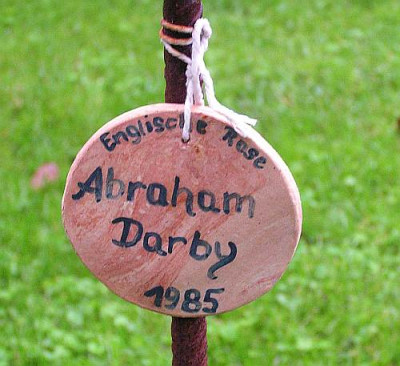 Englische Rose
Abraham
Darby
1985